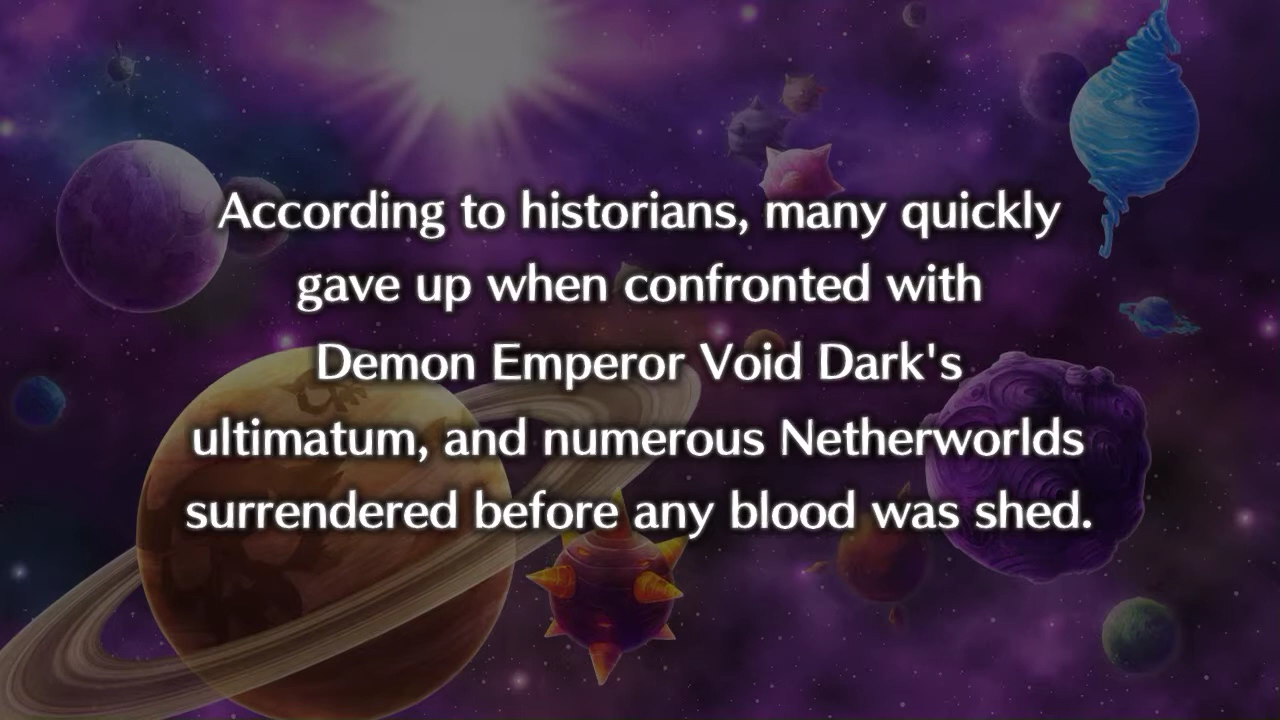 According to historians, many quickly
gave up when confronted with
Demon Emperor Void Dark's
ultimatum, and numerous Netherworlds
surrendered before any blood was shed.